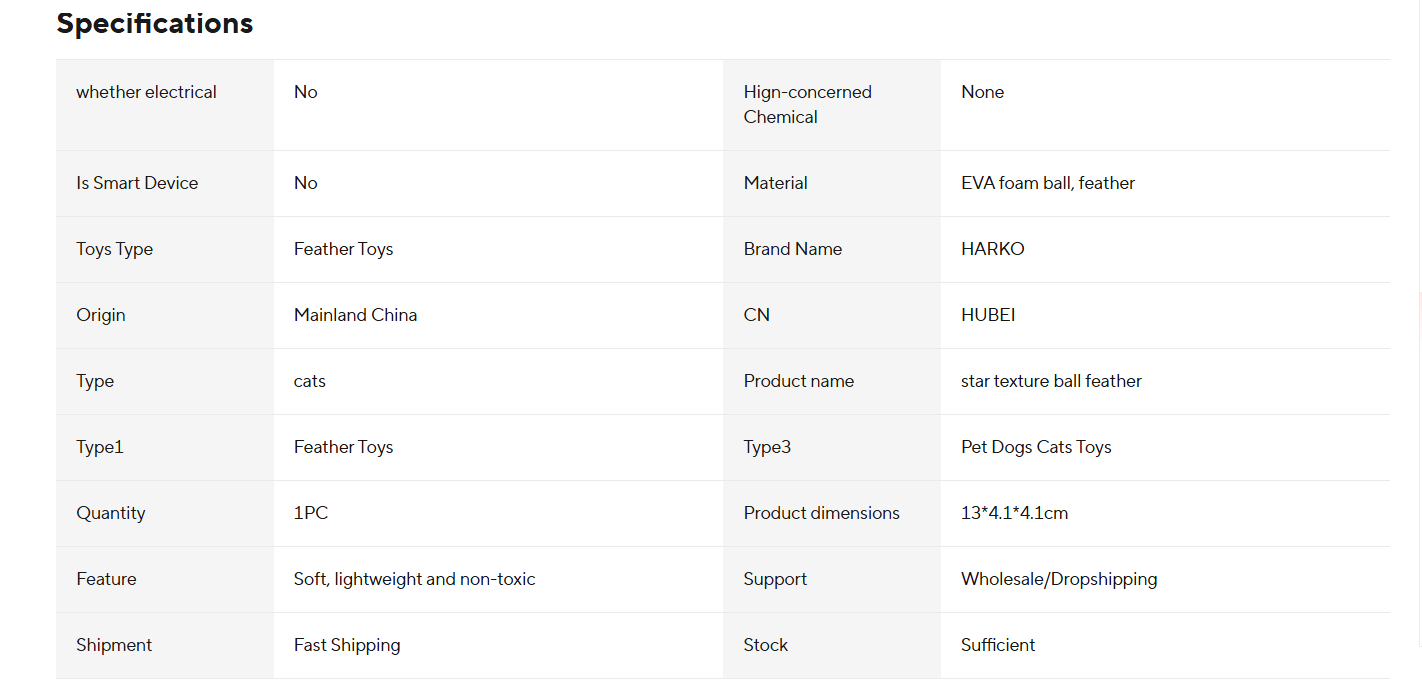 Specifications
whether electrical
No
Hign-concerned
Chemical
None
Is Smart Device
No
Material
EVA foam ball, feather
Toys Type
Feather Toys
Brand Name
HARKO
Origin
Mainland China
CN
HUBEI
Type
cats
Product name
star texture ball feather
Type1
Feather Toys
Type3
Pet Dogs Cats Toys
Quantity
1PC
Product dimensions
13*4.1*4.1cm
Feature
Soft, lightweight and non-toxic
Support
Wholesale/Dropshipping
Shipment
Fast Shipping
Stock
Sufficient